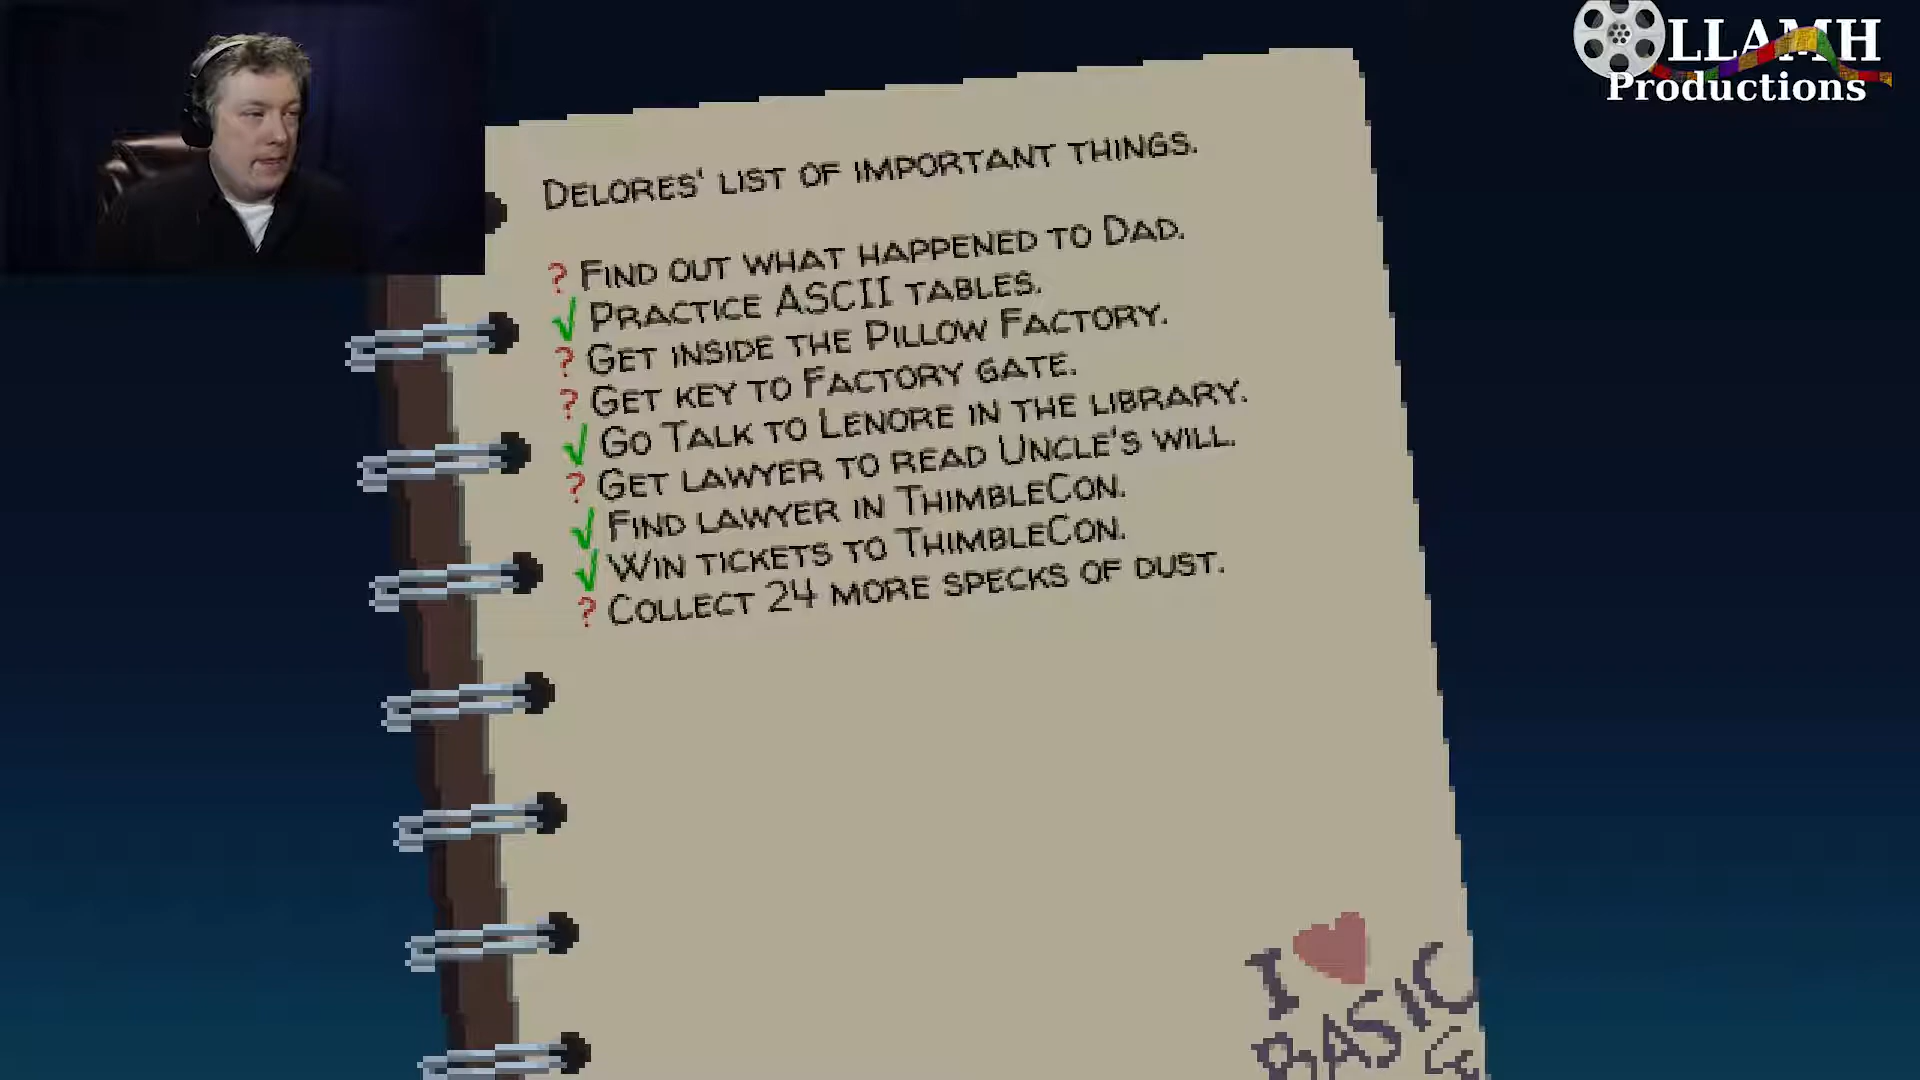 LLAMH
Productions
DELORES' LIST OF IMPORTANT THINGS.
? FIND OUT WHAT HAPPENED TO DAD.
√ PRACTICE ASCII TABLES.
? GET INSIDE THE PILLOW FACTORY.
? GET KEY TO FACTORY GATE.
√ GO TALK TO LENORE IN THE LIBRARY.
? GET LAWYER TO READ UNCLE'S WILL.
√ FIND LAWYER IN THIMBLECON.
√ WIN TICKETS TO THIMBLECON.
? COLLECT 24 MORE SPECKS OF DUST.
I ♥
BASIC